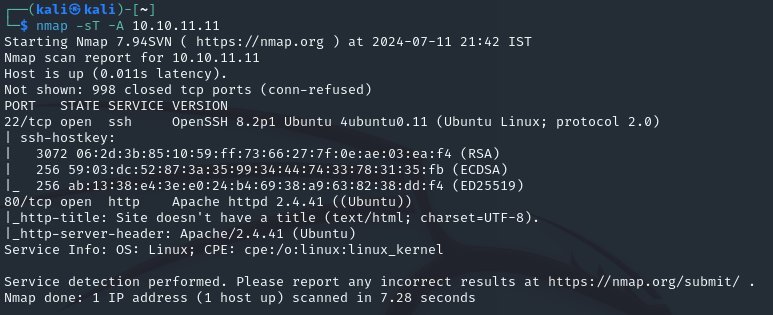 ┌──(kali㉿kali)-[~]
└─$ nmap -sT -A 10.10.11.11
Starting Nmap 7.94SVN ( https://nmap.org ) at 2024-07-11 21:42 IST
Nmap scan report for 10.10.11.11
Host is up (0.011s latency).
Not shown: 998 closed tcp ports (conn-refused)
PORT   STATE SERVICE VERSION
22/tcp open  ssh     OpenSSH 8.2p1 Ubuntu 4ubuntu0.11 (Ubuntu Linux; protocol 2.0)
| ssh-hostkey:
|   3072 06:2d:3b:85:10:59:ff:73:66:27:7f:0e:ae:03:ea:f4 (RSA)
|   256 59:03:dc:52:87:3a:35:99:34:44:74:33:78:31:35:fb (ECDSA)
|_  256 ab:13:38:e4:3e:e0:24:b4:69:38:a9:63:82:38:dd:f4 (ED25519)
80/tcp open  http    Apache httpd 2.4.41 ((Ubuntu))
|_http-title: Site doesn't have a title (text/html; charset=UTF-8).
|_http-server-header: Apache/2.4.41 (Ubuntu)
Service Info: OS: Linux; CPE: cpe:/o:linux:linux_kernel

Service detection performed. Please report any incorrect results at https://nmap.org/submit/ .
Nmap done: 1 IP address (1 host up) scanned in 7.28 seconds